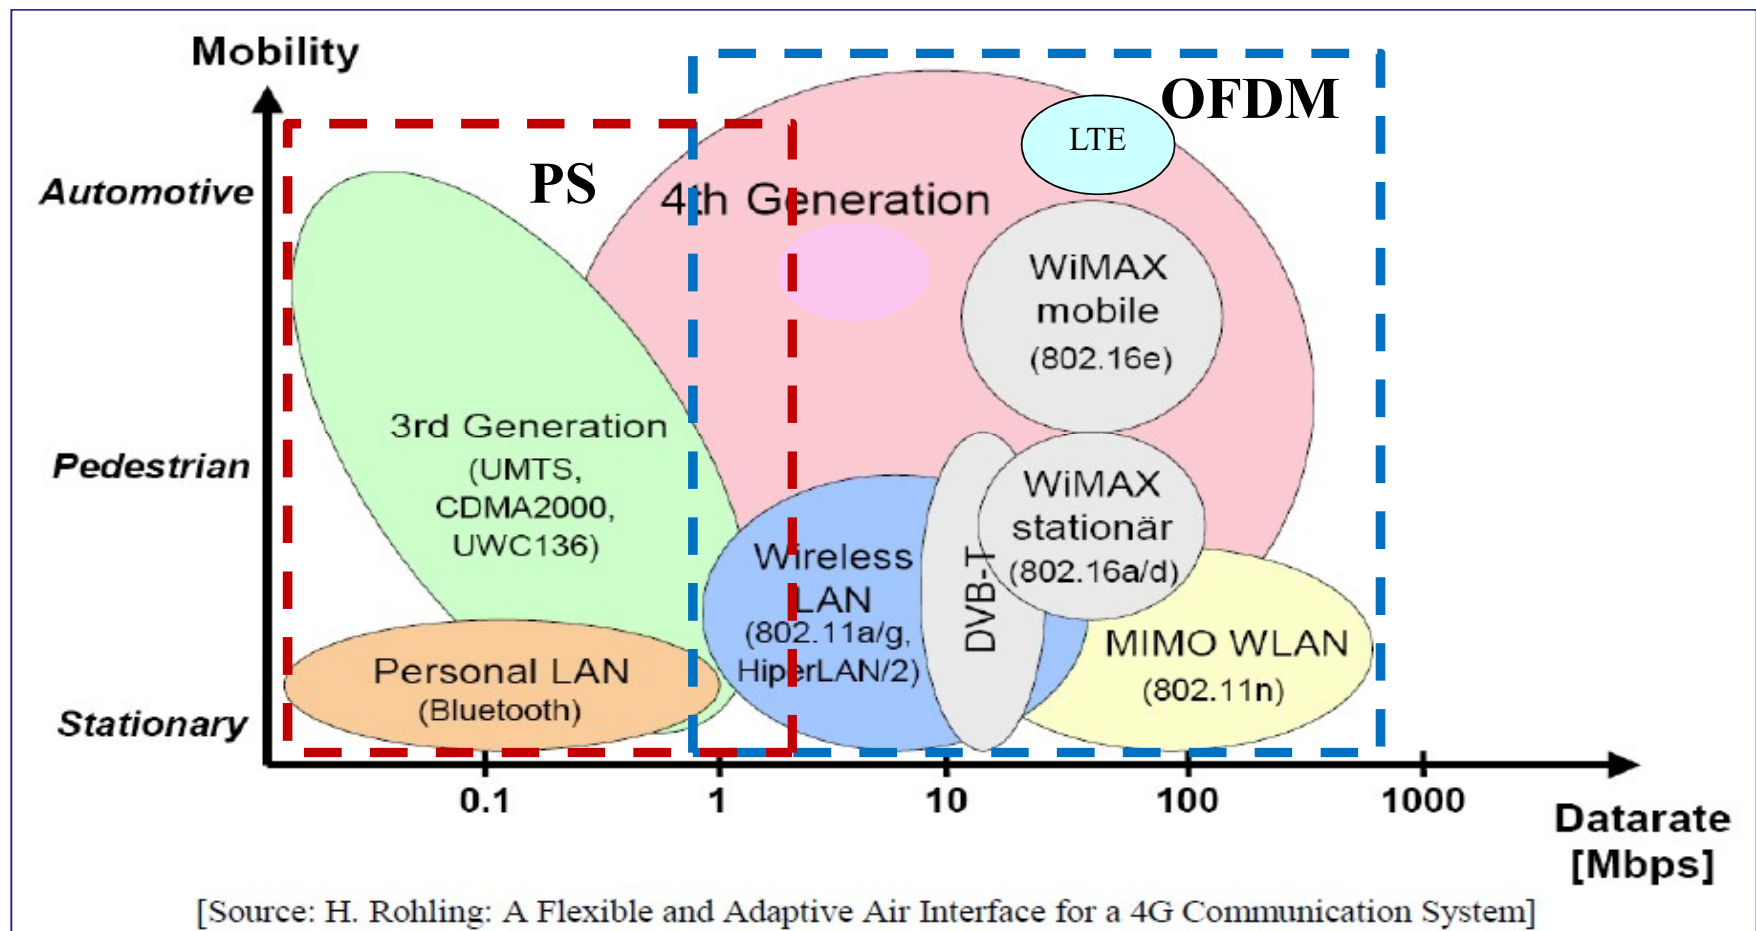 Mobility
OFDM
LTE
PS
Automotive
4th Generation
WiMAX
mobile
(802.16e)
3rd Generation
(UMTS,
CDMA2000,
UWC136)
Pedestrian
WiMAX
stationär
(802.16a/d)
Wireless
LAN
(802.11a/g,
HiperLAN/2)
DVB-T
MIMO WLAN
(802.11n)
Personal LAN
(Bluetooth)
Stationary
0.1
1
10
100
1000
Datarate
[Mbps]
[Source: H. Rohling: A Flexible and Adaptive Air Interface for a 4G Communication System]